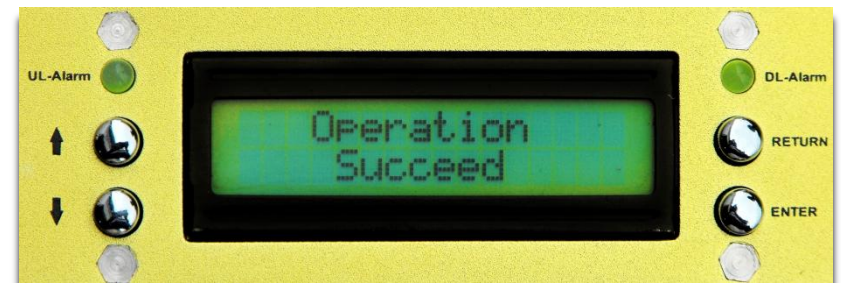 UL-Alarm
DL-Alarm
Operation
Succeed
RETURN
ENTER